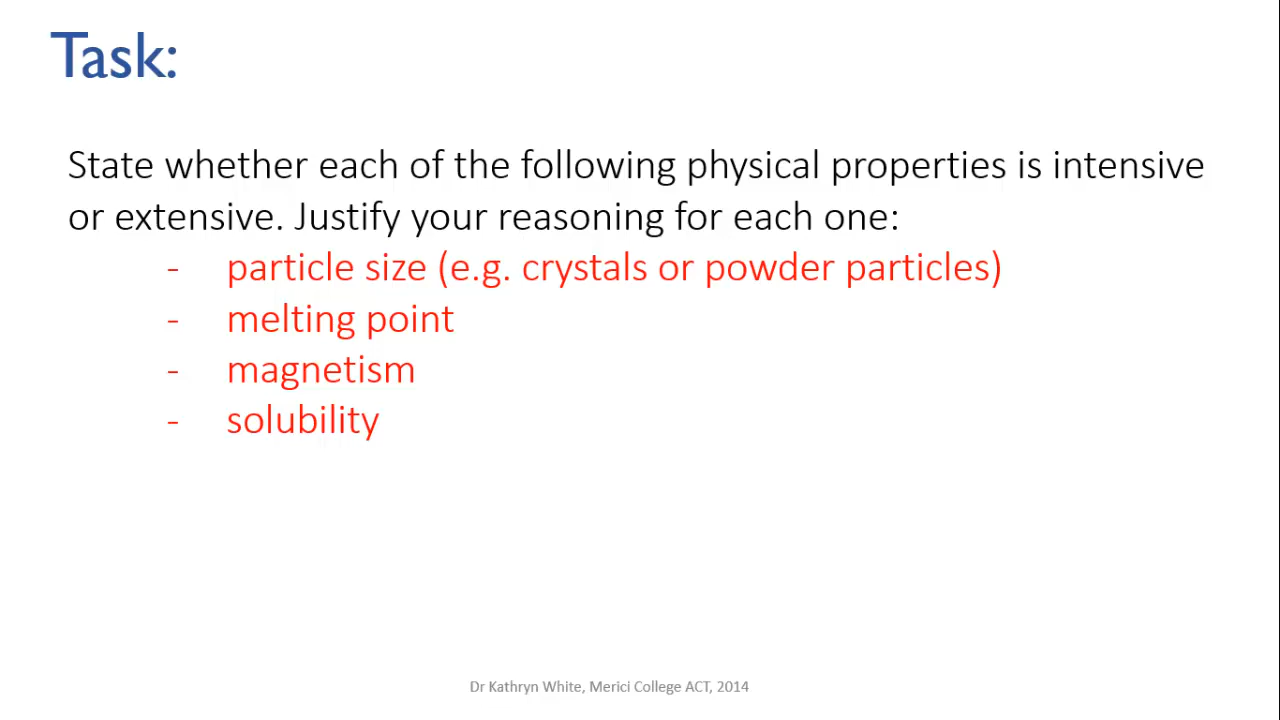 Task:
State whether each of the following physical properties is intensive
or extensive. Justify your reasoning for each one:
- particle size (e.g. crystals or powder particles)
- melting point
- magnetism
- solubility
Dr Kathryn White, Merici College ACT, 2014